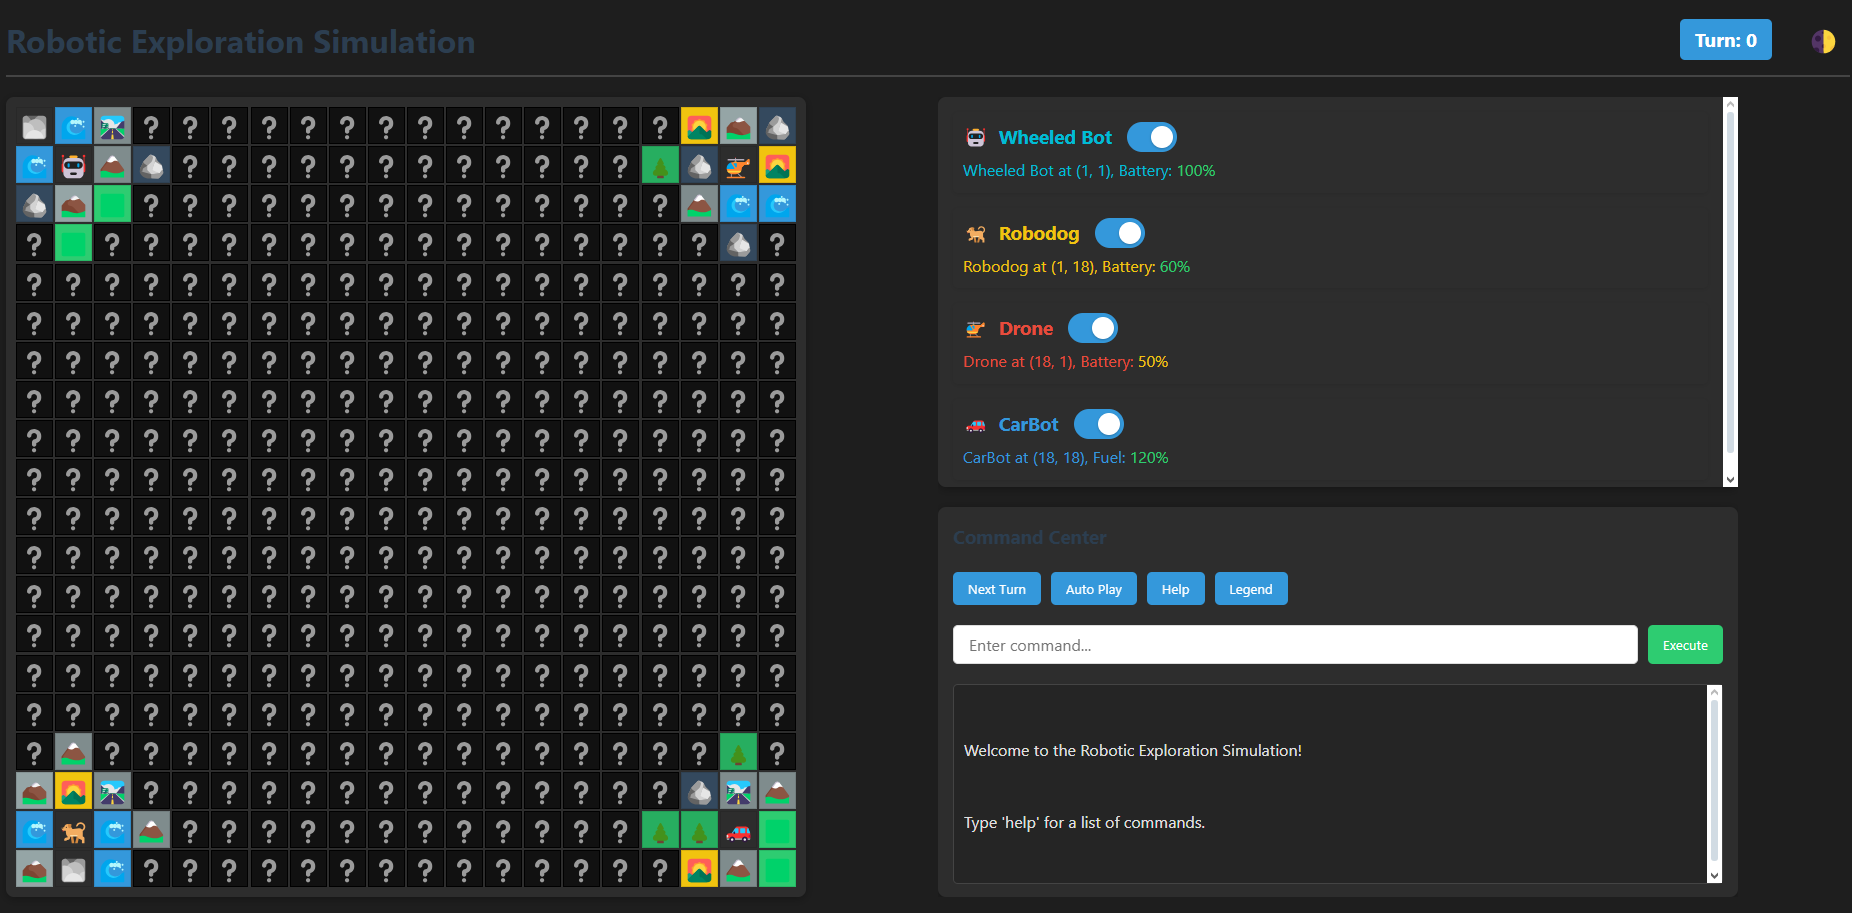 Robotic Exploration Simulation
Turn: 0
Wheeled Bot
Wheeled Bot at (1, 1), Battery: 100%
Robodog
Robodog at (1, 18), Battery: 60%
Drone
Drone at (18, 1), Battery: 50%
CarBot
CarBot at (18, 18), Fuel: 120%
Command Center
Next Turn
Auto Play
Help
Legend
Enter command...
Execute
Welcome to the Robotic Exploration Simulation!
Type 'help' for a list of commands.